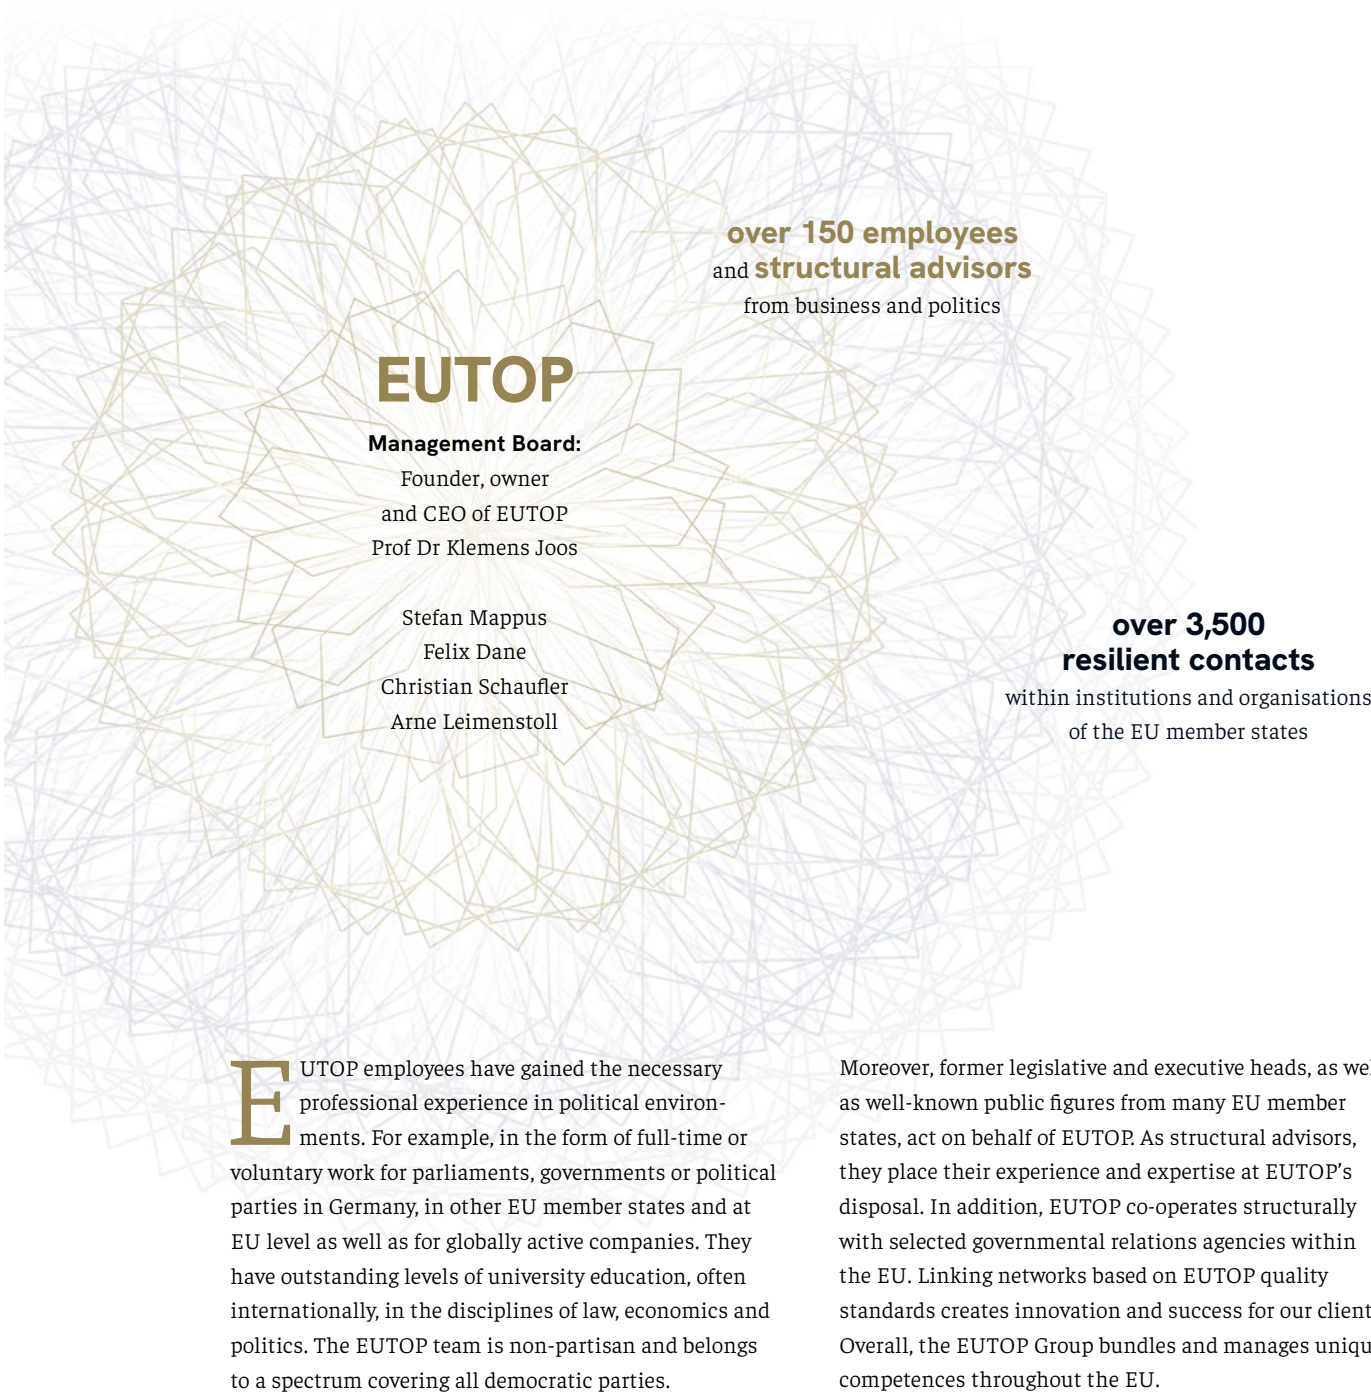 over 150 employees
and structural advisors
from business and politics
EUTOP
Management Board:
Founder, owner
and CEO of EUTOP
Prof Dr Klemens Joos
Stefan Mappus
Felix Dane
Christian Schaufler
Arne Leimenstoll
over 3,500
resilient contacts
within institutions and organisations
of the EU member states
EUTOP employees have gained the necessary
professional experience in political environ-
ments. For example, in the form of full-time or
voluntary work for parliaments, governments or political
parties in Germany, in other EU member states and at
EU level as well as for globally active companies. They
have outstanding levels of university education, often
internationally, in the disciplines of law, economics and
politics. The EUTOP team is non-partisan and belongs
to a spectrum covering all democratic parties.
Moreover, former legislative and executive heads, as wel
as well-known public figures from many EU member
states, act on behalf of EUTOP. As structural advisors,
they place their experience and expertise at EUTOP’s
disposal. In addition, EUTOP co-operates structurally
with selected governmental relations agencies within
the EU. Linking networks based on EUTOP quality
standards creates innovation and success for our client
Overall, the EUTOP Group bundles and manages uniqu
competences throughout the EU.